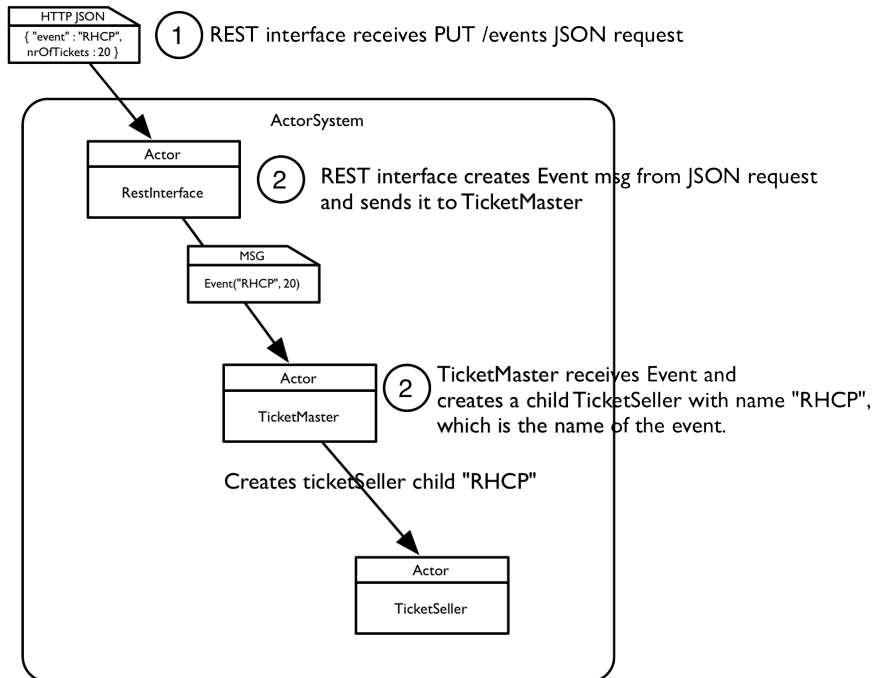 HTTP JSON
{ "event" : "RHCP",
nrOfTickets : 20 }
1
REST interface receives PUT /events JSON request
ActorSystem
Actor
RestInterface
2
REST interface creates Event msg from JSON request
and sends it to TicketMaster
MSG
Event("RHCP", 20)
Actor
TicketMaster
2
TicketMaster receives Event and
creates a child TicketSeller with name "RHCP",
which is the name of the event.
Creates ticketSeller child "RHCP"
Actor
TicketSeller